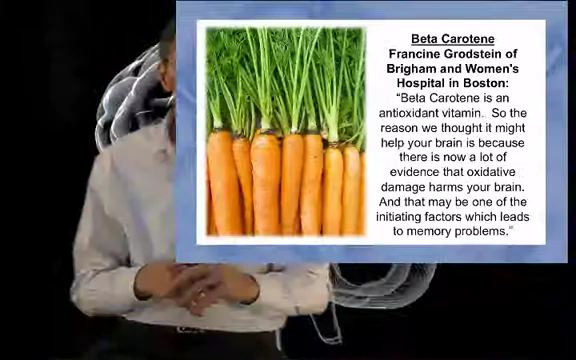 Beta Carotene
Francine Grodstein of
Brigham and Women's
Hospital in Boston:
“Beta Carotene is an
antioxidant vitamin.  So the
reason we thought it might
help your brain is because
there is now a lot of
evidence that oxidative
damage harms your brain.
And that may be one of the
initiating factors which leads
to memory problems.”